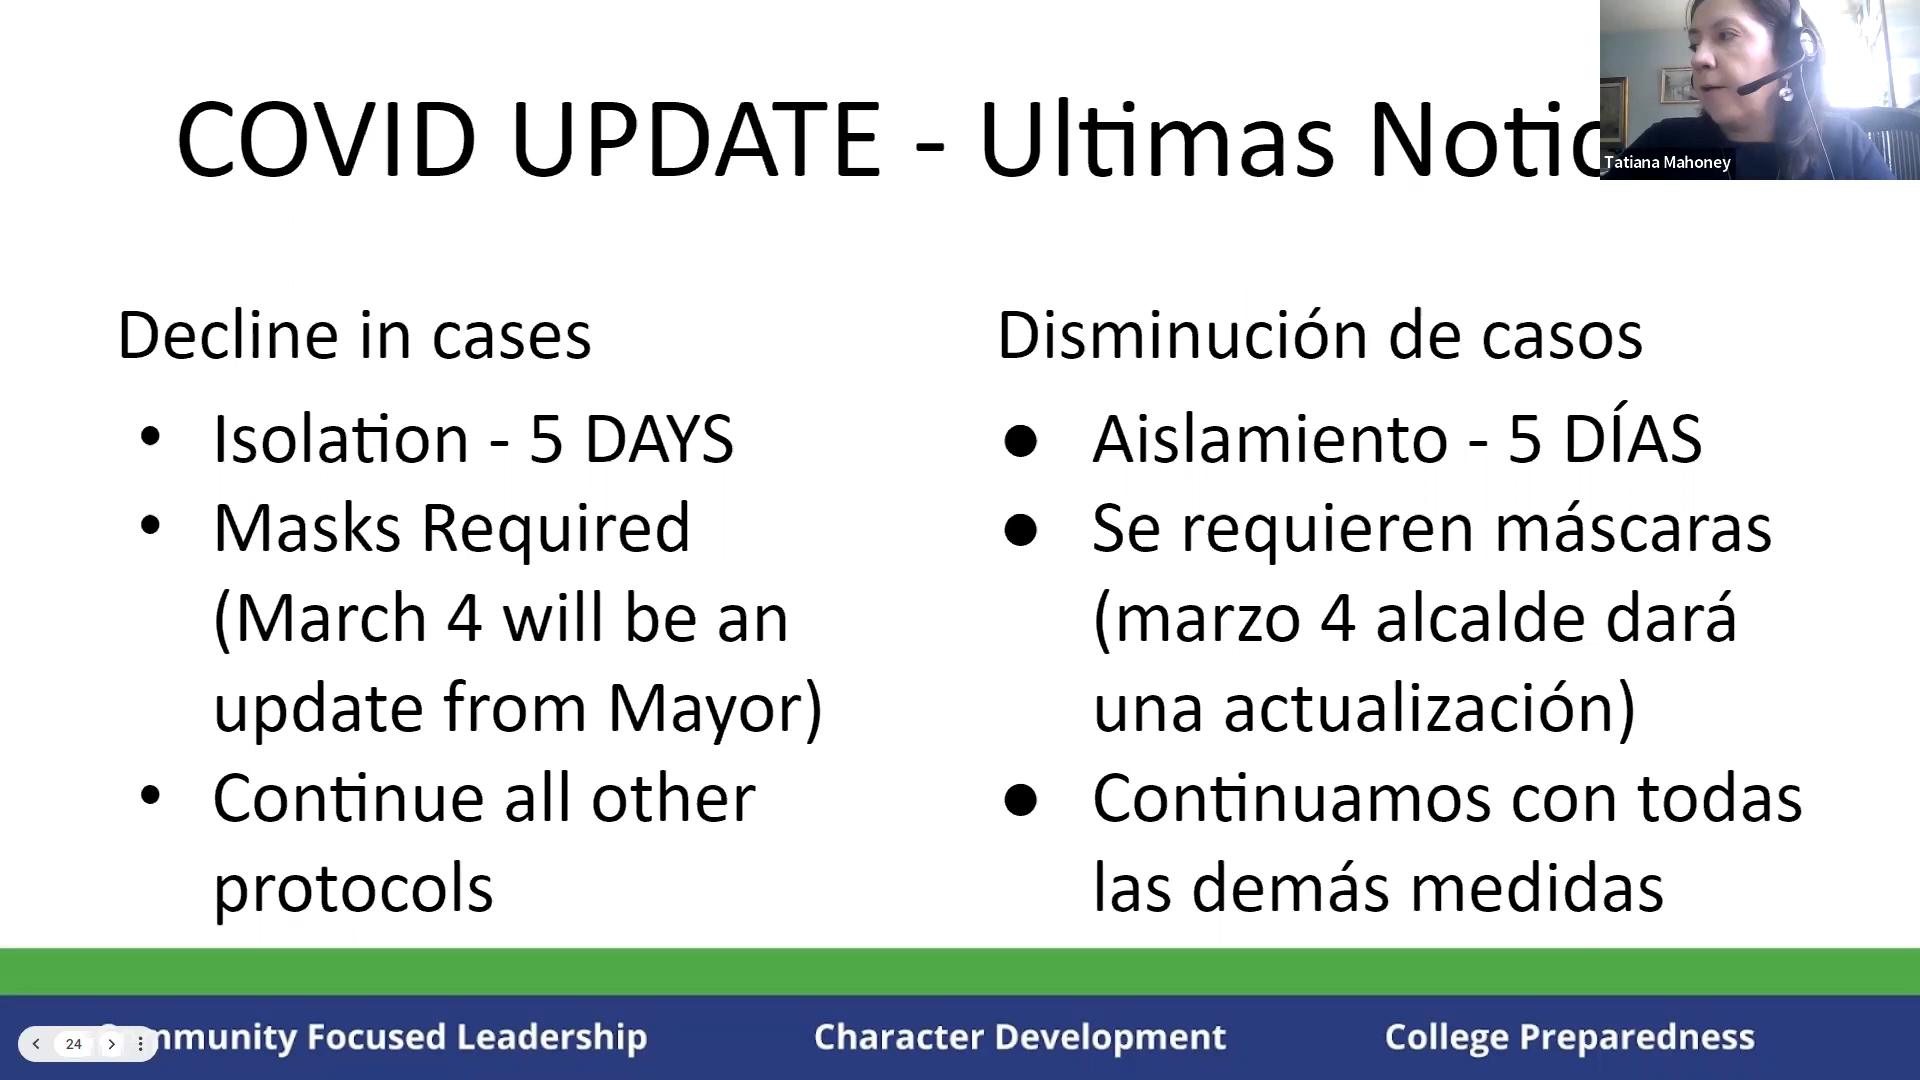 COVID UPDATE - Ultimas
Tatiana Mahoney
Decline in cases
• Isolation - 5 DAYS
• Masks Required
(March 4 will be an
update from Mayor)
• Continue all other
protocols
Disminución de casos
● Aislamiento - 5 DÍAS
● Se requieren máscaras
(marzo 4 alcalde dará
una actualización)
● Continuamos con todas
las demás medidas
Focused Leadership
Character Development
College Preparedness
24